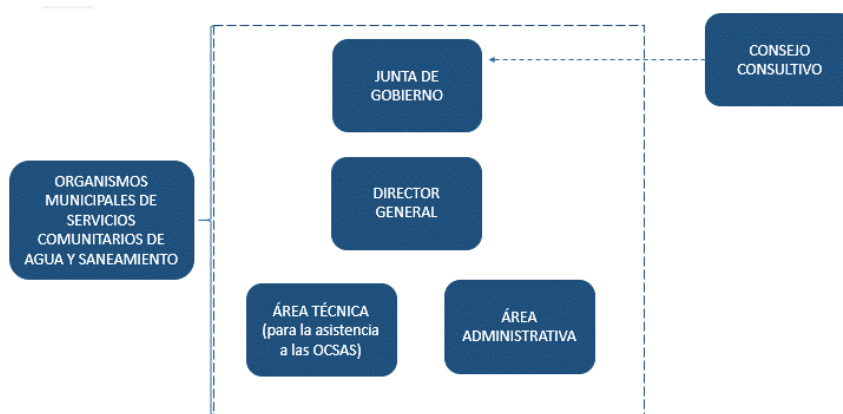 JUNTA DE
GOBIERNO
CONSEJO
CONSULTIVO
ORGANISMOS
MUNICIPALES DE
SERVICIOS
COMUNITARIOS DE
AGUA Y SANEAMIENTO
DIRECTOR
GENERAL
ÁREA TÉCNICA
(para la asistencia
a las OCSAS)
ÁREA
ADMINISTRATIVA